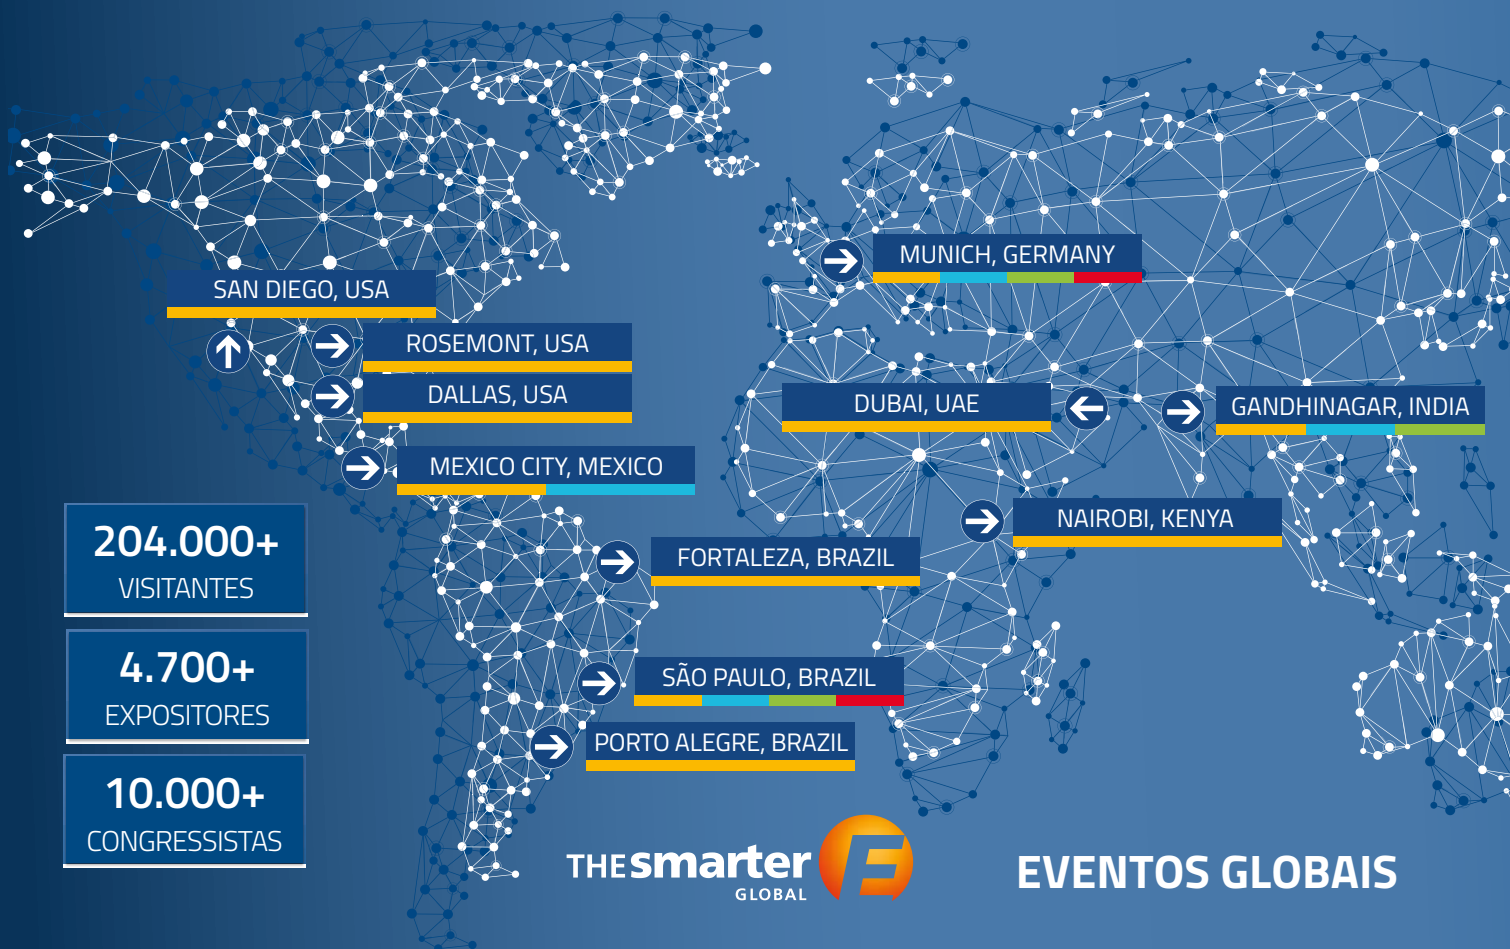 MUNICH, GERMANY
SAN DIEGO, USA
ROSEMONT, USA
DALLAS, USA
DUBAI, UAE
GANDHINAGAR, INDIA
MEXICO CITY, MEXICO
NAIROBI, KENYA
FORTALEZA, BRAZIL
SÃO PAULO, BRAZIL
PORTO ALEGRE, BRAZIL
204.000+
VISITANTES
4.700+
EXPOSITORES
10.000+
CONGRESSISTAS
THE smarter E
GLOBAL
EVENTOS GLOBAIS